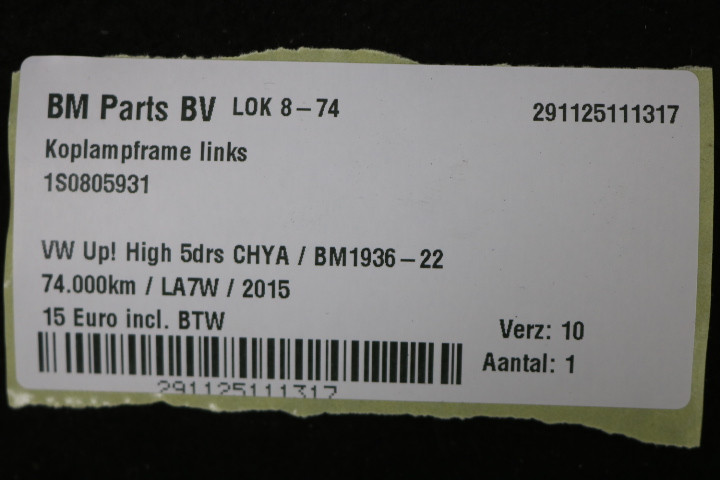 BM Parts BV LOK 8-74 291125111317
Koplampframe links
1S0805931
VW Up! High 5drs CHYA / BM1936-22
74.000km / LA7W / 2015
15 Euro incl. BTW
Verz: 10
Aantal: 1
291125111317